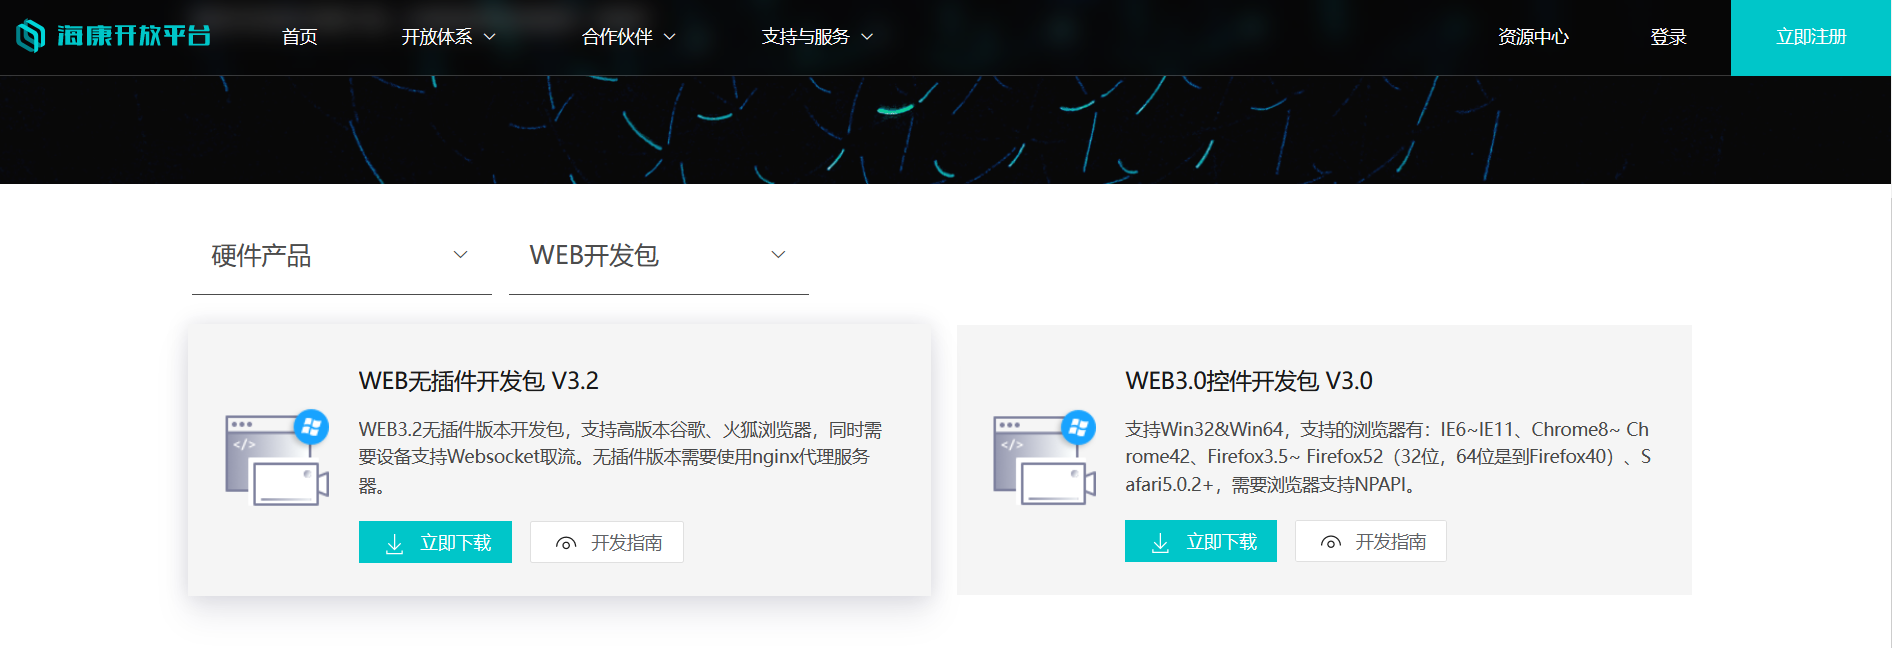 海康开放平台 首页 开放体系 合作伙伴 支持与服务 资源中心 登录 立即注册
硬件产品 WEB开发包
WEB无插件开发包 V3.2
WEB3.2无插件版本开发包，支持高版本谷歌、火狐浏览器，同时需
要设备支持Websocket取流。无插件版本需要使用nginx代理服务
器。
立即下载 开发指南
WEB3.0控件开发包 V3.0
支持Win32&Win64，支持的浏览器有：IE6~IE11、Chrome8~ Ch
rome42、Firefox3.5~ Firefox52（32位，64位是到Firefox40）、S
afari5.0.2+，需要浏览器支持NPAPI。
立即下载 开发指南